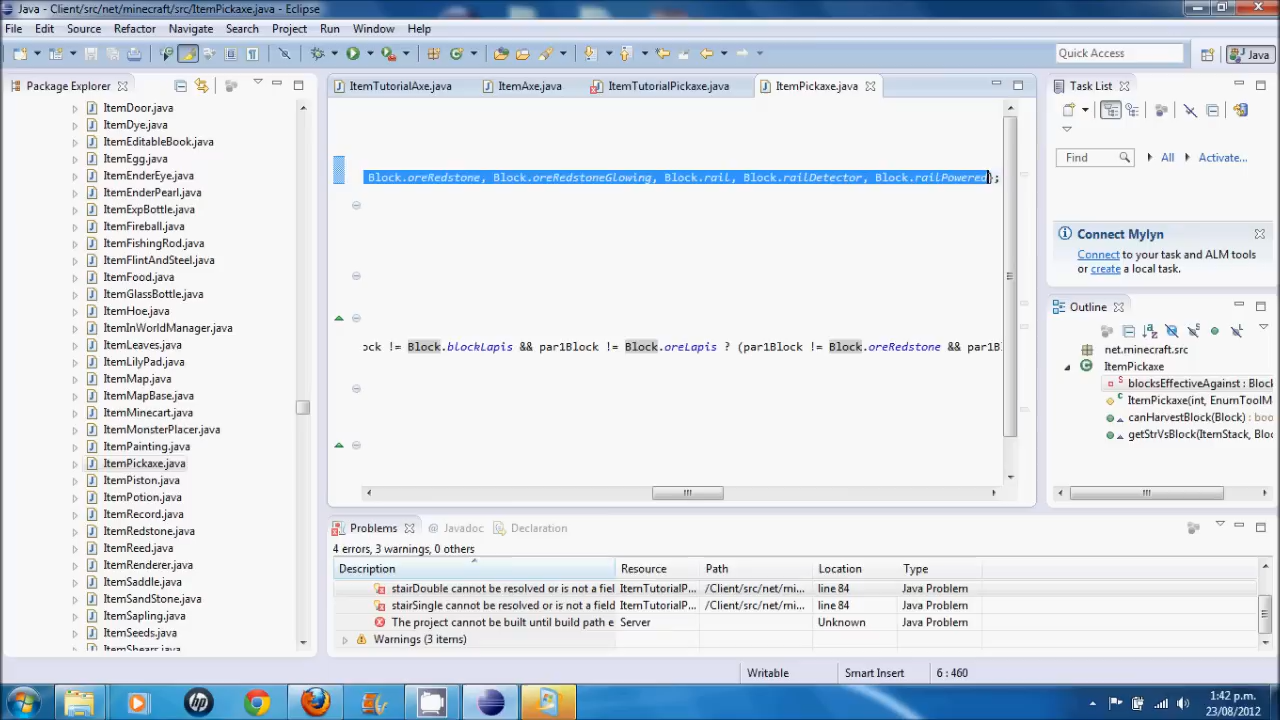 Java - Client/src/net/minecraft/src/ItemPickaxe.java - Eclipse
File Edit Source Refactor Navigate Search Project Run Window Help
Quick Access
Java
Package Explorer
ItemDoor.java
ItemDye.java
ItemEditableBook.java
ItemEgg.java
ItemEnderEye.java
ItemEnderPearl.java
ItemExpBottle.java
ItemFireball.java
ItemFishingRod.java
ItemFlintAndSteel.java
ItemFood.java
ItemGlassBottle.java
ItemHoe.java
ItemInWorldManager.java
ItemLeaves.java
ItemLilyPad.java
ItemMap.java
ItemMapBase.java
ItemMinecart.java
ItemMonsterPlacer.java
ItemPainting.java
ItemPickaxe.java
ItemPiston.java
ItemPotion.java
ItemRecord.java
ItemRedstone.java
ItemReed.java
ItemRenderer.java
ItemSaddle.java
ItemSandStone.java
ItemSapling.java
ItemSeeds.java
ItemShears.java
ItemTutorialAxe.java ItemAxe.java ItemTutorialPickaxe.java ItemPickaxe.java
Block.oreRedstone, Block.oreRedstoneGlowing, Block.rail, Block.railDetector, Block.railPowered};
ock != Block.blockLapis && par1Block != Block.oreLapis ? (par1Block != Block.oreRedstone && par1B
Task List
Find All Activate...
Connect Mylyn
Connect to your task and ALM tools
or create a local task.
Outline
net.minecraft.src
ItemPickaxe
blocksEffectiveAgainst : Block
ItemPickaxe(int, EnumToolM
canHarvestBlock(Block) : boo
getStrVsBlock(ItemStack, Bloc
Problems @ Javadoc Declaration
4 errors, 3 warnings, 0 others
Description Resource Path Location Type
stairDouble cannot be resolved or is not a fiel ItemTutorialP... /Client/src/net/mi... line 84 Java Problem
stairSingle cannot be resolved or is not a field ItemTutorialP... /Client/src/net/mi... line 84 Java Problem
The project cannot be built until build path e Server Unknown Java Problem
Warnings (3 items)
Writable Smart Insert 6 : 460
1:42 p.m.
23/08/2012